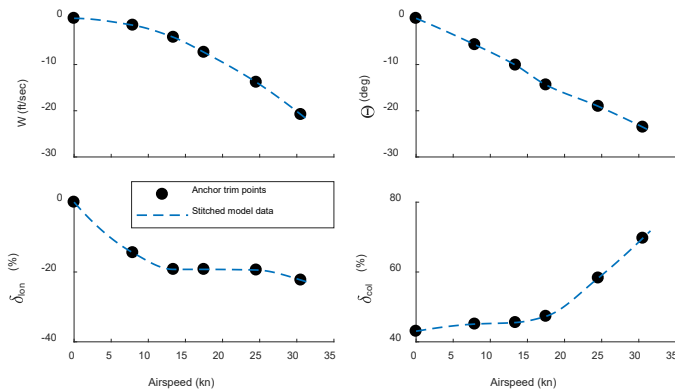 0
-10
-20
-30
W (ft/sec)
0
-10
-20
-30
Θ (deg)
0
-20
-40
δlon (%)
Anchor trim points
Stitched model data
0 5 10 15 20 25 30 35
Airspeed (kn)
80
60
40
δcol (%)
0 5 10 15 20 25 30 35
Airspeed (kn)